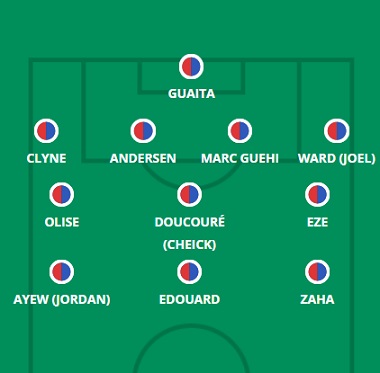 GUAITA
CLYNE ANDERSEN MARC GUEHI WARD (JOEL)
OLISE DOUCOURÉ EZE
(CHEICK)
AYEW (JORDAN) EDOUARD ZAHA